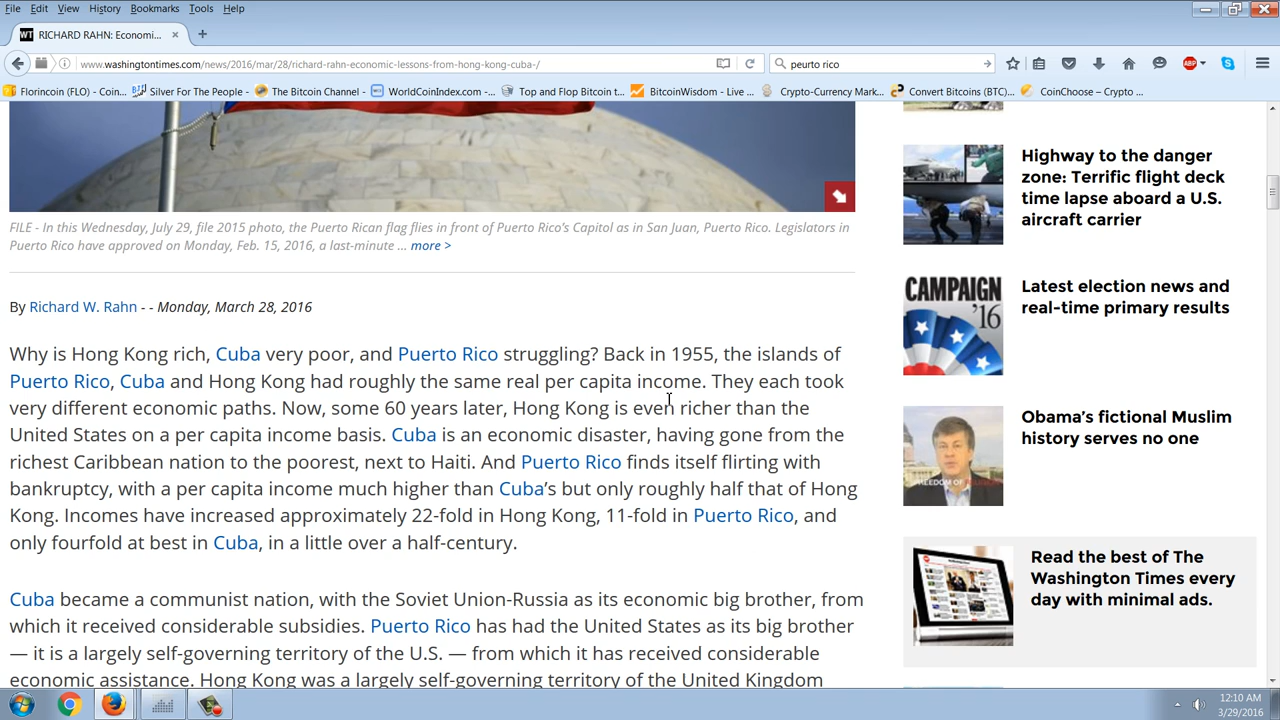 File Edit View History Bookmarks Tools Help
WT RICHARD RAHN: Economi...
www.washingtontimes.com/news/2016/mar/28/richard-rahn-economic-lessons-from-hong-kong-cuba-/
peurto rico
ABP
Florincoin (FLO) - Coin...
Silver For The People - ...
The Bitcoin Channel - ...
WorldCoinIndex.com - ...
Top and Flop Bitcoin t...
BitcoinWisdom - Live ...
Crypto-Currency Mark...
Convert Bitcoins (BTC)...
CoinChoose – Crypto ...
FILE - In this Wednesday, July 29, file 2015 photo, the Puerto Rican flag flies in front of Puerto Rico's Capitol as in San Juan, Puerto Rico. Legislators in
Puerto Rico have approved on Monday, Feb. 15, 2016, a last-minute ... more >
By Richard W. Rahn - - Monday, March 28, 2016
Why is Hong Kong rich, Cuba very poor, and Puerto Rico struggling? Back in 1955, the islands of
Puerto Rico, Cuba and Hong Kong had roughly the same real per capita income. They each took
very different economic paths. Now, some 60 years later, Hong Kong is even richer than the
United States on a per capita income basis. Cuba is an economic disaster, having gone from the
richest Caribbean nation to the poorest, next to Haiti. And Puerto Rico finds itself flirting with
bankruptcy, with a per capita income much higher than Cuba's but only roughly half that of Hong
Kong. Incomes have increased approximately 22-fold in Hong Kong, 11-fold in Puerto Rico, and
only fourfold at best in Cuba, in a little over a half-century.
Cuba became a communist nation, with the Soviet Union-Russia as its economic big brother, from
which it received considerable subsidies. Puerto Rico has had the United States as its big brother
— it is a largely self-governing territory of the U.S. — from which it has received considerable
economic assistance. Hong Kong was a largely self-governing territory of the United Kingdom
Highway to the danger
zone: Terrific flight deck
time lapse aboard a U.S.
aircraft carrier
CAMPAIGN
'16
Latest election news and
real-time primary results
FREEDOM OF
Obama's fictional Muslim
history serves no one
Read the best of The
Washington Times every
day with minimal ads.
12:10 AM
3/29/2016